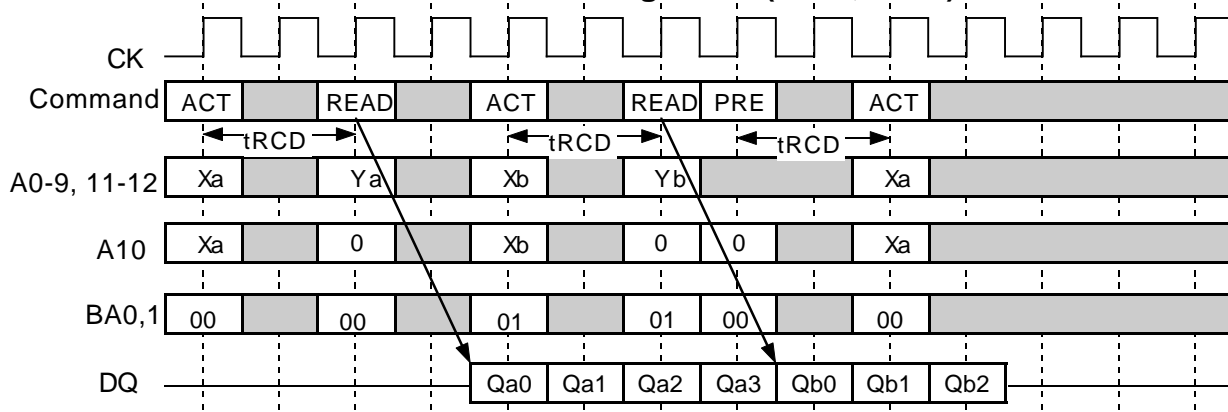 CK
Command ACT READ ACT READ PRE ACT
tRCD tRCD tRCD
A0-9, 11-12 Xa Ya Xb Yb Xa
A10 Xa 0 Xb 0 0 Xa
BA0,1 00 00 01 01 00 00
DQ Qa0 Qa1 Qa2 Qa3 Qb0 Qb1 Qb2